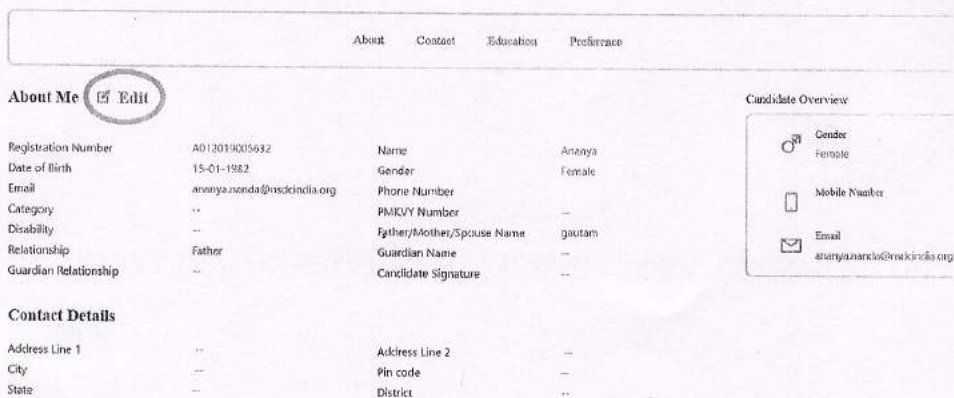 About Contact Education Preference
About Me Edit
Registration Number A012019005632 Name Ananya
Date of Birth 15-01-1982 Gender Female
Email ananya.nanda@nsdcindia.org Phone Number
Category -- PMKVY Number --
Disability -- Father/Mother/Spouse Name gautam
Relationship Father Guardian Name --
Guardian Relationship -- Candidate Signature --
Candidate Overview
Gender
Female
Mobile Number
Email
ananya.nanda@nsdcindia.org
Contact Details
Address Line 1 -- Address Line 2 --
City -- Pin code --
State -- District --